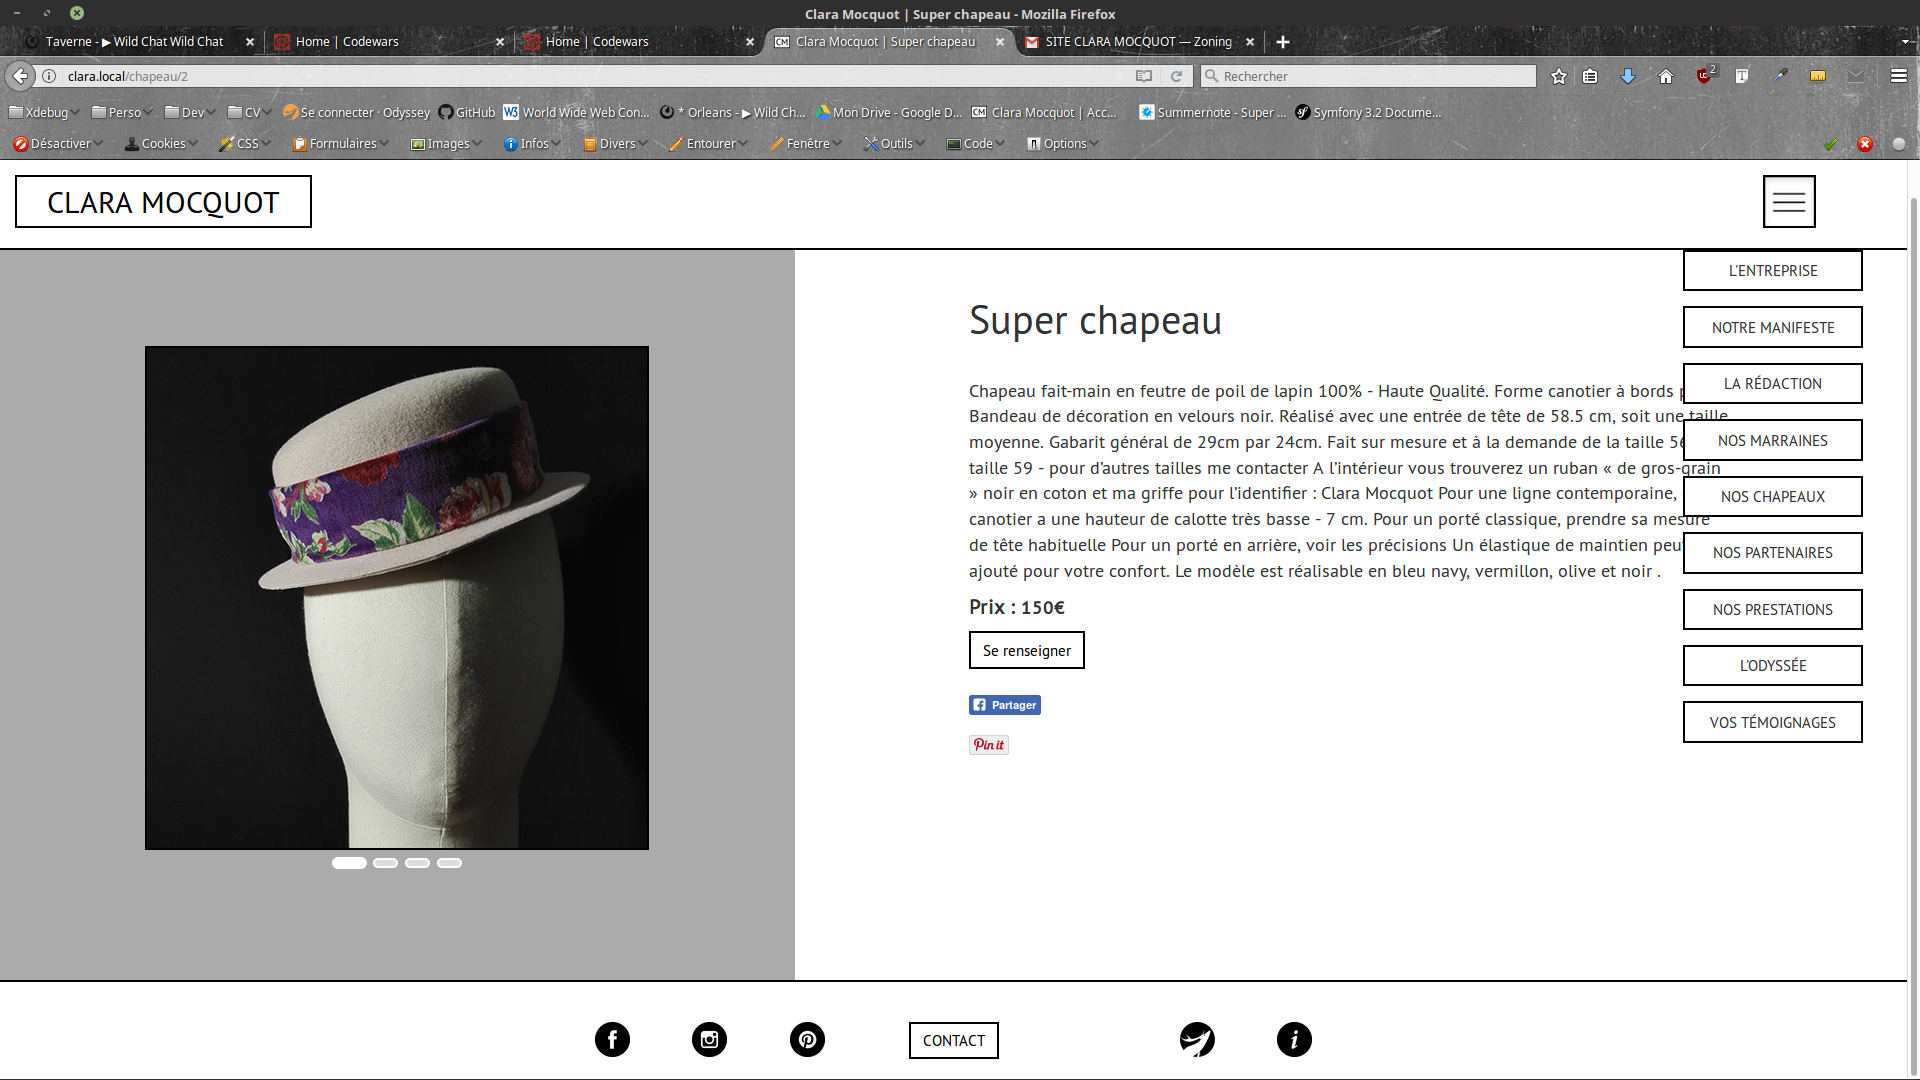 Clara Mocquot | Super chapeau - Mozilla Firefox
Taverne - ▶ Wild Chat Wild Chat
Home | Codewars
Home | Codewars
Clara Mocquot | Super chapeau
SITE CLARA MOCQUOT — Zoning
clara.local/chapeau/2
Rechercher
2
Xdebug
Perso
Dev
CV
Se connecter · Odyssey
GitHub
World Wide Web Con...
* Orleans - ▶ Wild Ch...
Mon Drive - Google D...
Clara Mocquot | Acc...
Summernote - Super ...
Symfony 3.2 Docume...
Désactiver
Cookies
CSS
Formulaires
Images
Infos
Divers
Entourer
Fenêtre
Outils
Code
Options
CLARA MOCQUOT
L'ENTREPRISE
NOTRE MANIFESTE
LA RÉDACTION
NOS MARRAINES
NOS CHAPEAUX
NOS PARTENAIRES
NOS PRESTATIONS
L'ODYSSÉE
VOS TÉMOIGNAGES
Super chapeau
Chapeau fait-main en feutre de poil de lapin 100% - Haute Qualité. Forme canotier à bords
Bandeau de décoration en velours noir. Réalisé avec une entrée de tête de 58.5 cm, soit une taille
moyenne. Gabarit général de 29cm par 24cm. Fait sur mesure et à la demande de la taille
taille 59 - pour d’autres tailles me contacter A l’intérieur vous trouverez un ruban « de gros-grain
» noir en coton et ma griffe pour l’identifier : Clara Mocquot Pour une ligne contemporaine,
canotier a une hauteur de calotte très basse - 7 cm. Pour un porté classique, prendre sa mesure
de tête habituelle Pour un porté en arrière, voir les précisions Un élastique de maintien
ajouté pour votre confort. Le modèle est réalisable en bleu navy, vermillon, olive et noir .
Prix : 150€
Se renseigner
Partager
Pin it
CONTACT